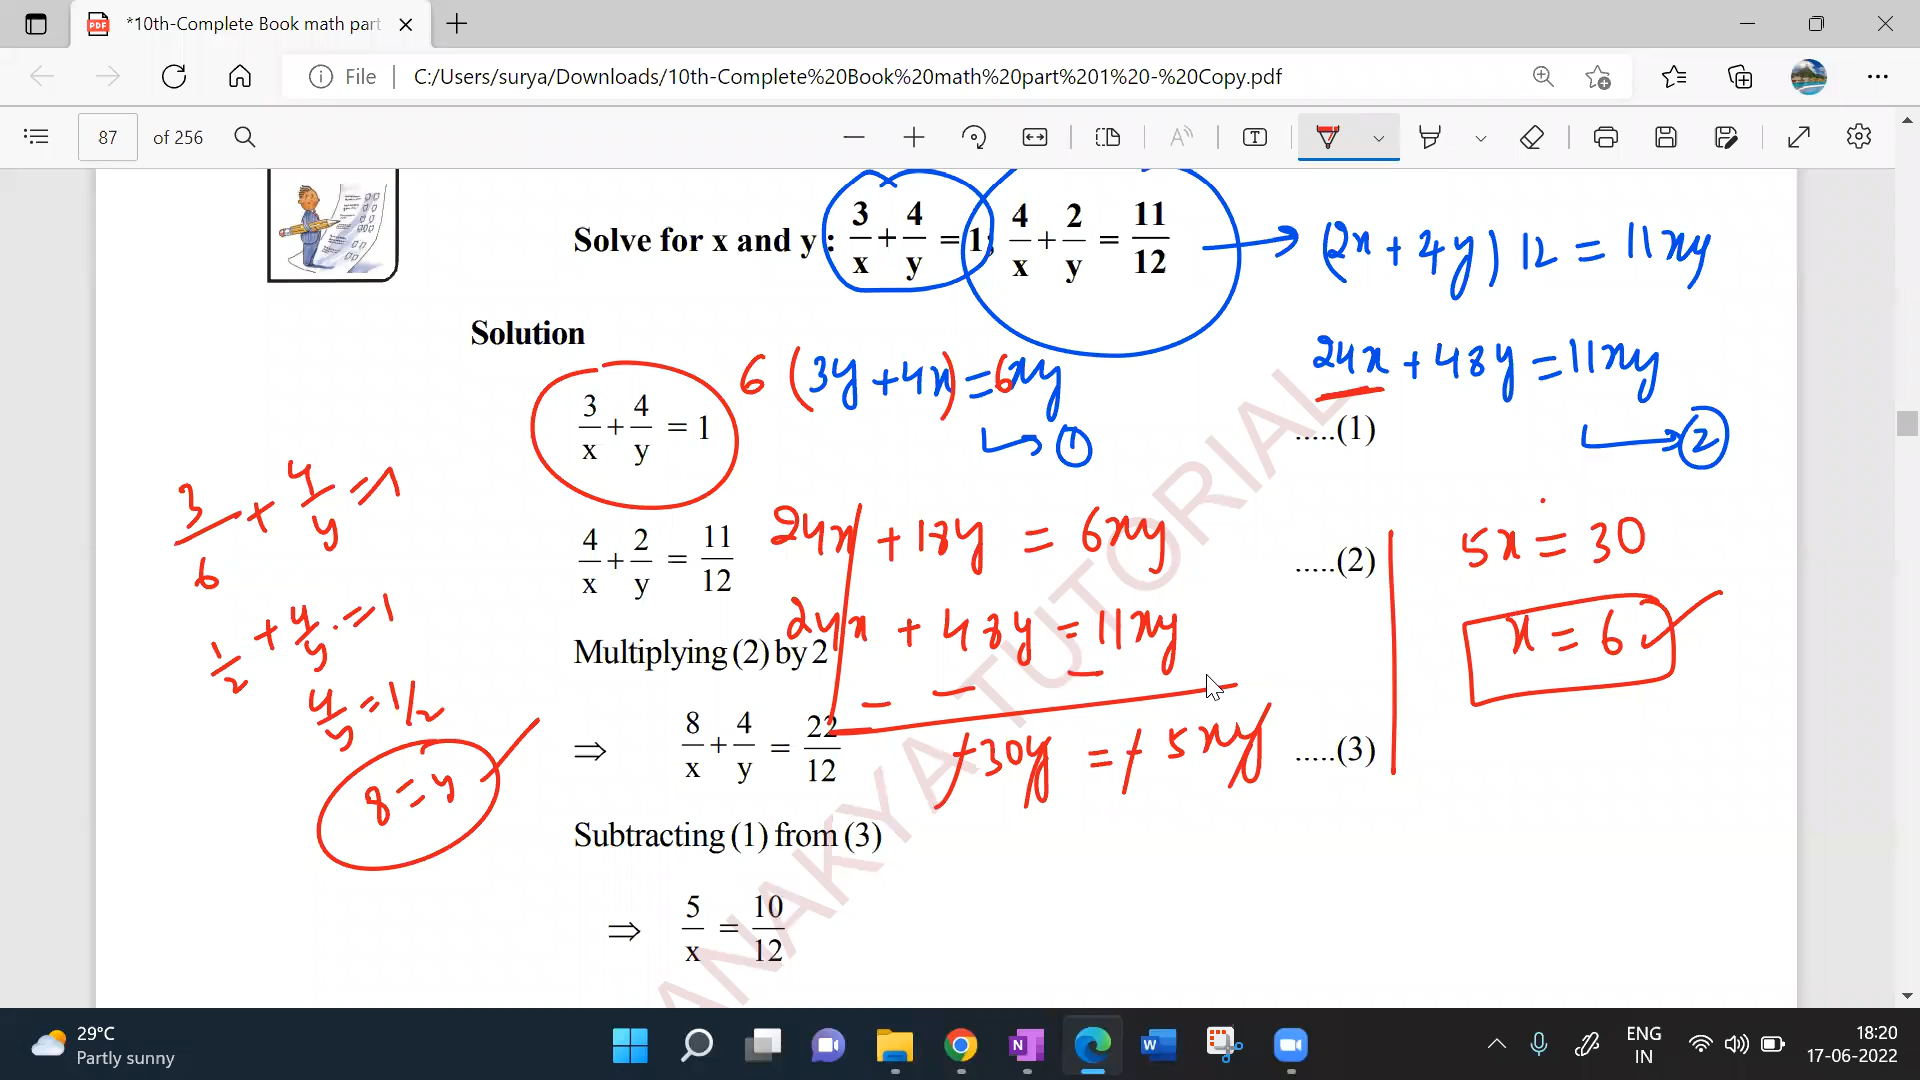 *10th-Complete Book math part
File | C:/Users/surya/Downloads/10th-Complete%20Book%20math%20part%201%20-%20Copy.pdf
87 of 256
Solve for x and y : 3/x + 4/y = 1; 4/x + 2/y = 11/12
(2x + 4y) 12 = 11xy
Solution
6 (3y + 4x) = 6xy
24x + 48y = 11xy
3/x + 4/y = 1 .....(1)
1
2
3/6 + 4/y = 1
24x + 18y = 6xy
5x = 30
4/x + 2/y = 11/12 .....(2)
1/2 + 4/y = 1
24x + 48y = 11xy
x = 6
Multiplying (2) by 2
4/y = 1/2
⇒ 8/x + 4/y = 22/12 .....(3)
-30y = -5xy
8 = y
Subtracting (1) from (3)
⇒ 5/x = 10/12
ANAKYA TUTORIAL
29°C
Partly sunny
ENG
IN
18:20
17-06-2022